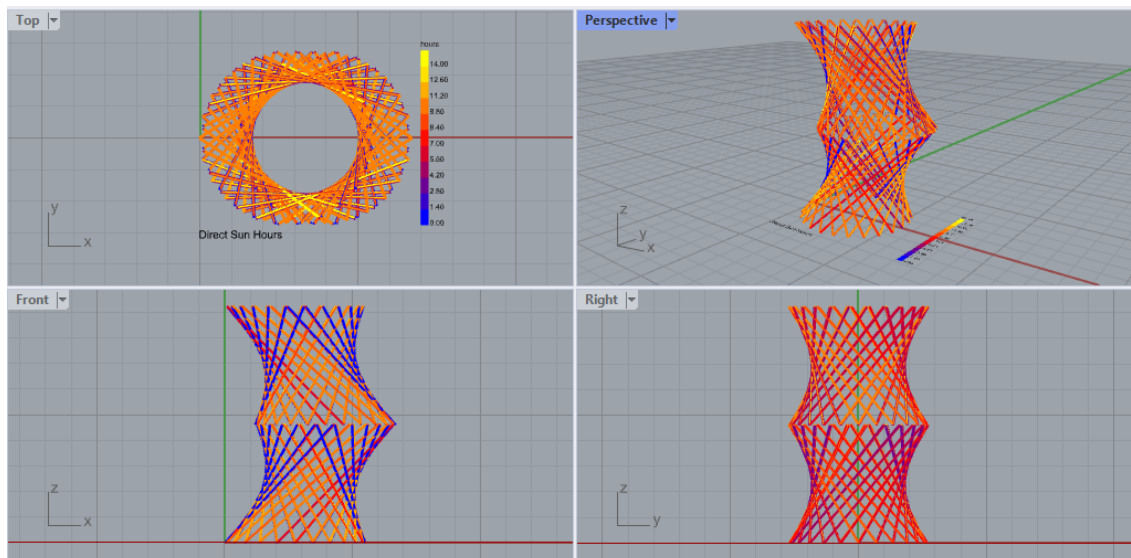 Top
hours
14.00
12.60
11.20
9.80
8.40
7.00
5.60
4.20
2.80
1.40
0.00
y
x
Direct Sun Hours
Perspective
z
y
x
Front
z
x
Right
z
y